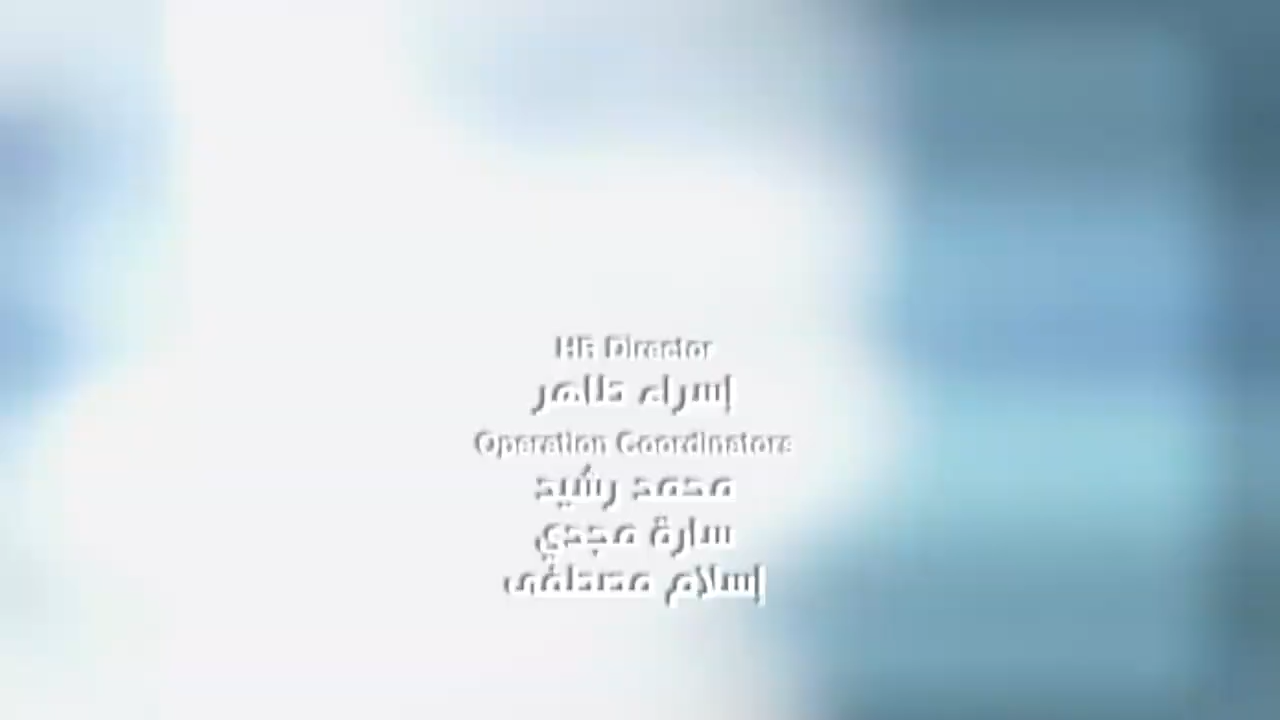 HR Director
إسراء طاهر
Operation Coordinators
محمد رشيد
سارة مجدي
إسلام مصطفى